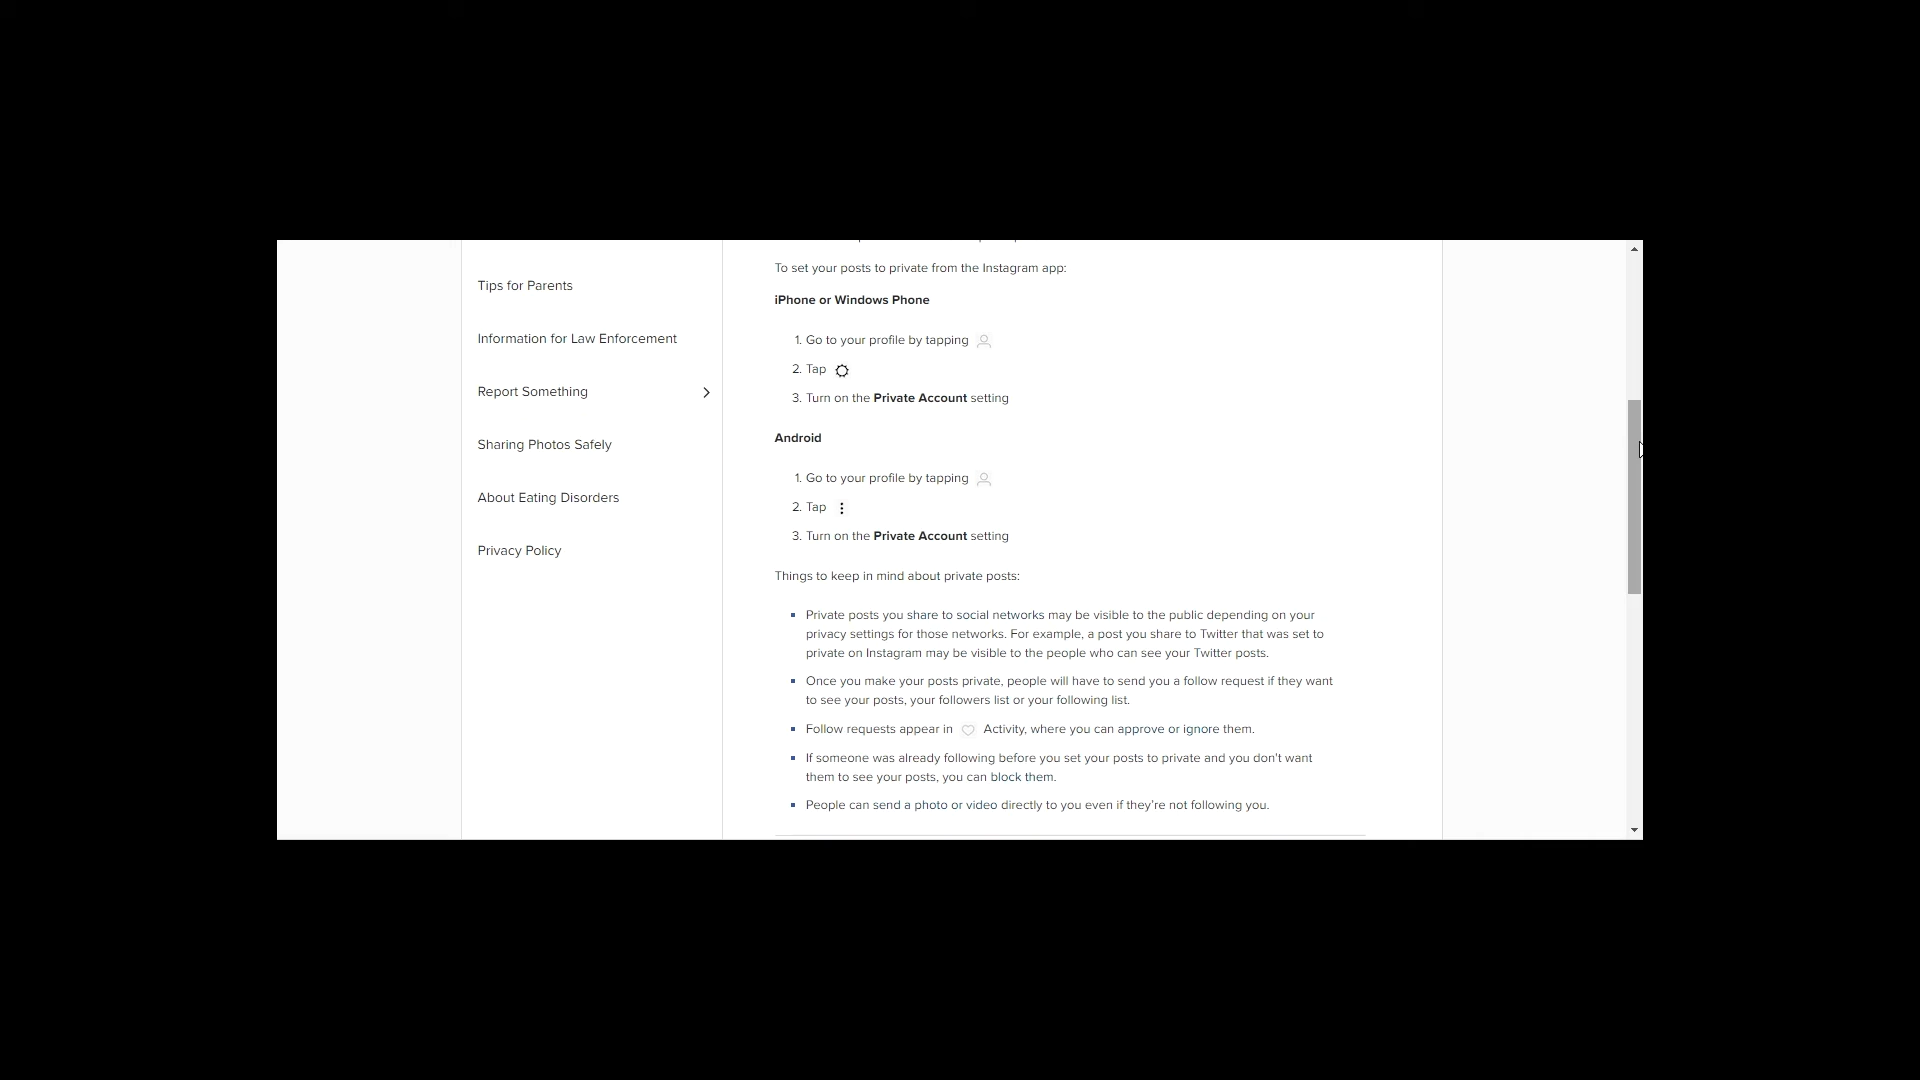 Tips for Parents
Information for Law Enforcement
Report Something
Sharing Photos Safely
About Eating Disorders
Privacy Policy
To set your posts to private from the Instagram app:
iPhone or Windows Phone
1. Go to your profile by tapping
2. Tap
3. Turn on the Private Account setting
Android
1. Go to your profile by tapping
2. Tap
3. Turn on the Private Account setting
Things to keep in mind about private posts:
Private posts you share to social networks may be visible to the public depending on your
privacy settings for those networks. For example, a post you share to Twitter that was set to
private on Instagram may be visible to the people who can see your Twitter posts.
Once you make your posts private, people will have to send you a follow request if they want
to see your posts, your followers list or your following list.
Follow requests appear in Activity, where you can approve or ignore them.
If someone was already following before you set your posts to private and you don't want
them to see your posts, you can block them.
People can send a photo or video directly to you even if they're not following you.